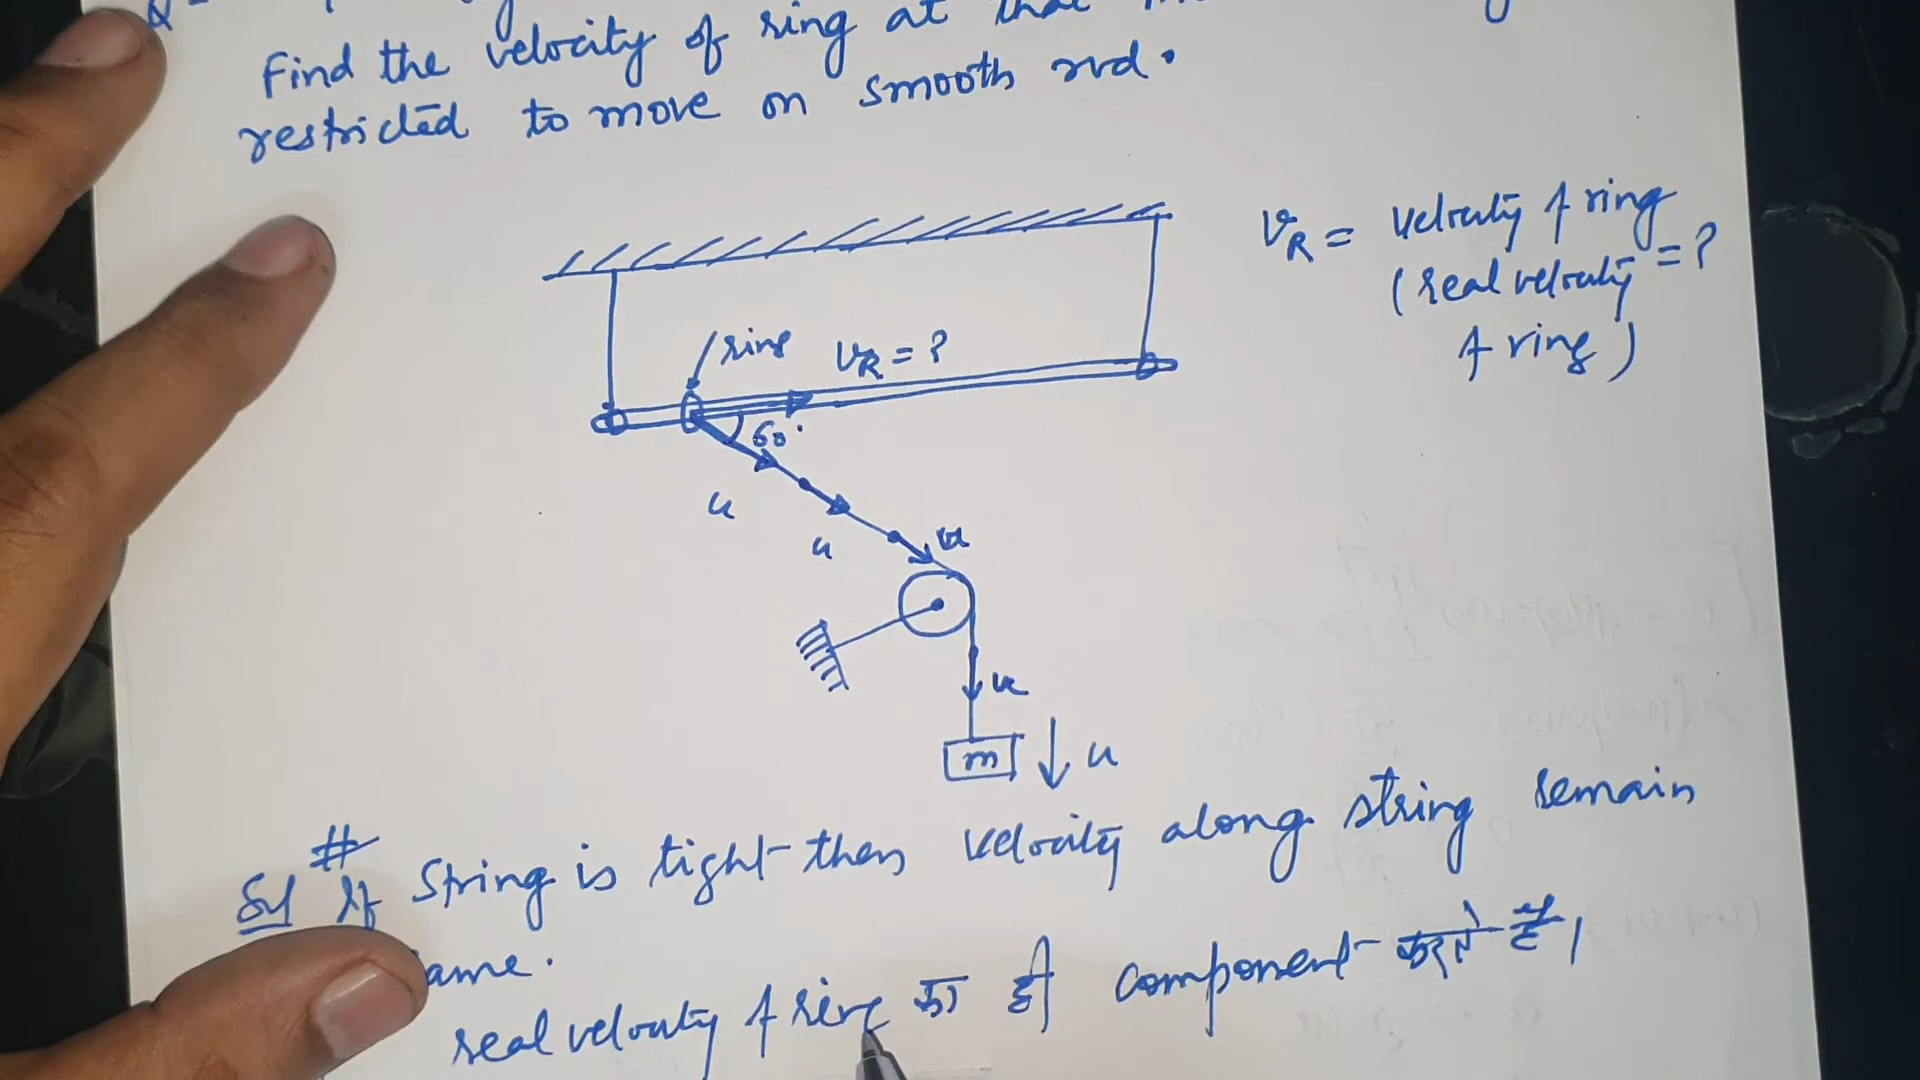 Find the velocity of ring at that
restricted to move on smooth rod.
VR = velocity of ring
(real velocity = ?
of ring)
ring
VR = ?
60°
u
u
u
u
m
u
Sol # If string is tight then velocity along string remain
ame.
real velocity of ring का ही component करते है।